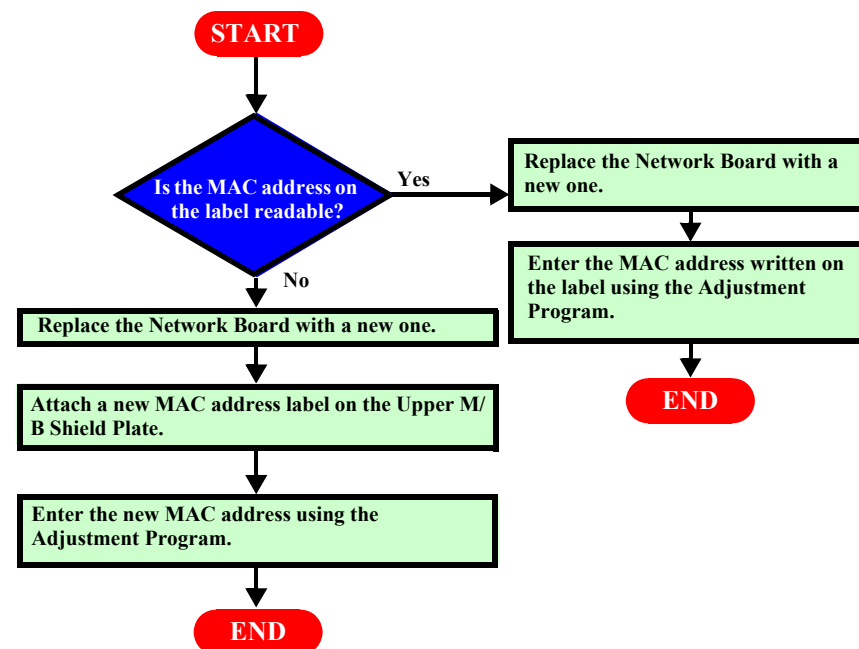 START
Is the MAC address on
the label readable?
Yes
Replace the Network Board with a
new one.
Enter the MAC address written on
the label using the Adjustment
Program.
END
No
Replace the Network Board with a new one.
Attach a new MAC address label on the Upper M/
B Shield Plate.
Enter the new MAC address using the
Adjustment Program.
END